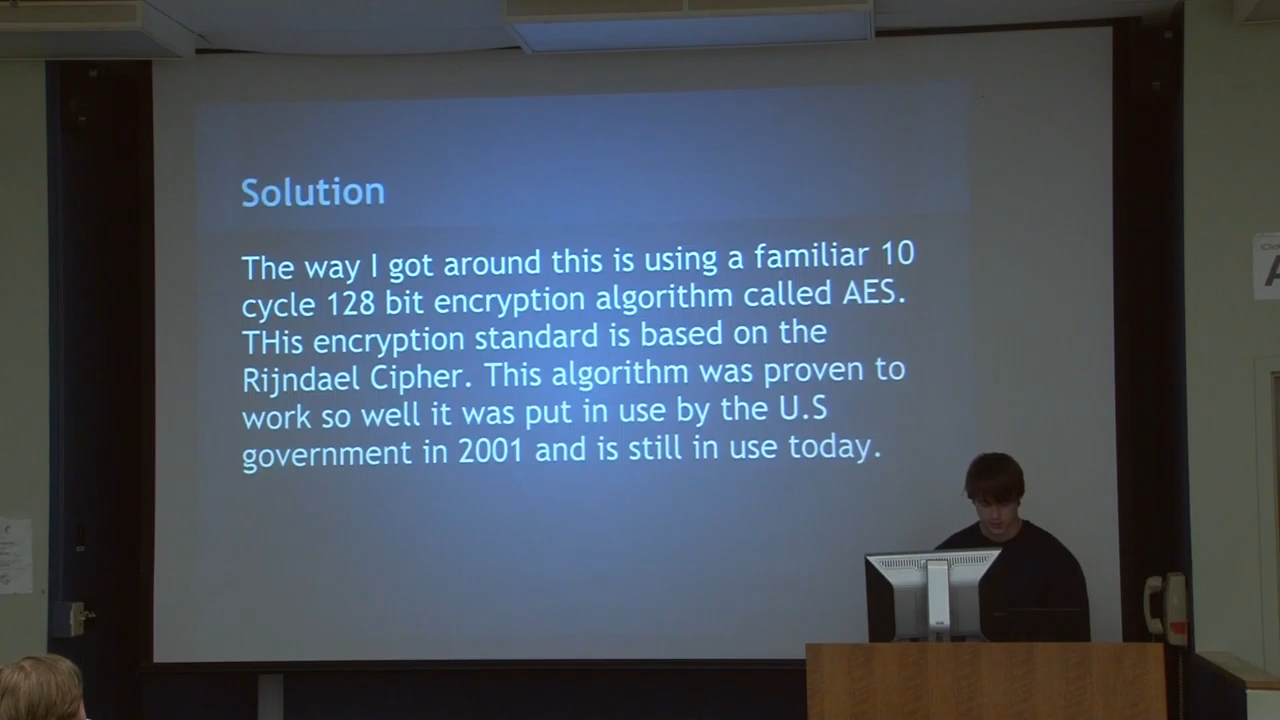 Solution
The way I got around this is using a familiar 10
cycle 128 bit encryption algorithm called AES.
THis encryption standard is based on the
Rijndael Cipher. This algorithm was proven to
work so well it was put in use by the U.S
government in 2001 and is still in use today.